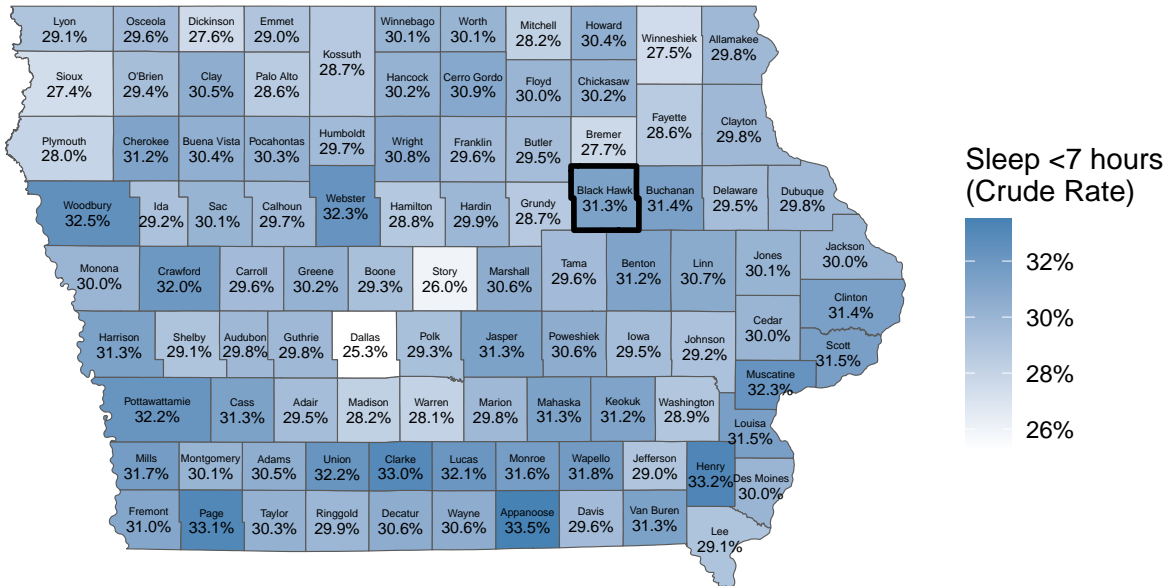 Lyon
29.1%
Osceola
29.6%
Dickinson
27.6%
Emmet
29.0%
Kossuth
28.7%
Winnebago
30.1%
Worth
30.1%
Mitchell
28.2%
Howard
30.4%
Winneshiek
27.5%
Allamakee
29.8%
Sioux
27.4%
O'Brien
29.4%
Clay
30.5%
Palo Alto
28.6%
Hancock
30.2%
Cerro Gordo
30.9%
Floyd
30.0%
Chickasaw
30.2%
Fayette
28.6%
Clayton
29.8%
Plymouth
28.0%
Cherokee
31.2%
Buena Vista
30.4%
Pocahontas
30.3%
Humboldt
29.7%
Wright
30.8%
Franklin
29.6%
Butler
29.5%
Bremer
27.7%
Woodbury
32.5%
Ida
29.2%
Sac
30.1%
Calhoun
29.7%
Webster
32.3%
Hamilton
28.8%
Hardin
29.9%
Grundy
28.7%
Black Hawk
31.3%
Buchanan
31.4%
Delaware
29.5%
Dubuque
29.8%
Monona
30.0%
Crawford
32.0%
Carroll
29.6%
Greene
30.2%
Boone
29.3%
Story
26.0%
Marshall
30.6%
Tama
29.6%
Benton
31.2%
Linn
30.7%
Jones
30.1%
Jackson
30.0%
Clinton
31.4%
Harrison
31.3%
Shelby
29.1%
Audubon
29.8%
Guthrie
29.8%
Dallas
25.3%
Polk
29.3%
Jasper
31.3%
Poweshiek
30.6%
Iowa
29.5%
Johnson
29.2%
Cedar
30.0%
Scott
31.5%
Muscatine
32.3%
Pottawattamie
32.2%
Cass
31.3%
Adair
29.5%
Madison
28.2%
Warren
28.1%
Marion
29.8%
Mahaska
31.3%
Keokuk
31.2%
Washington
28.9%
Louisa
31.5%
Mills
31.7%
Montgomery
30.1%
Adams
30.5%
Union
32.2%
Clarke
33.0%
Lucas
32.1%
Monroe
31.6%
Wapello
31.8%
Jefferson
29.0%
Henry
33.2%
Des Moines
30.0%
Fremont
31.0%
Page
33.1%
Taylor
30.3%
Ringgold
29.9%
Decatur
30.6%
Wayne
30.6%
Appanoose
33.5%
Davis
29.6%
Van Buren
31.3%
Lee
29.1%
Sleep <7 hours
(Crude Rate)
32%
30%
28%
26%